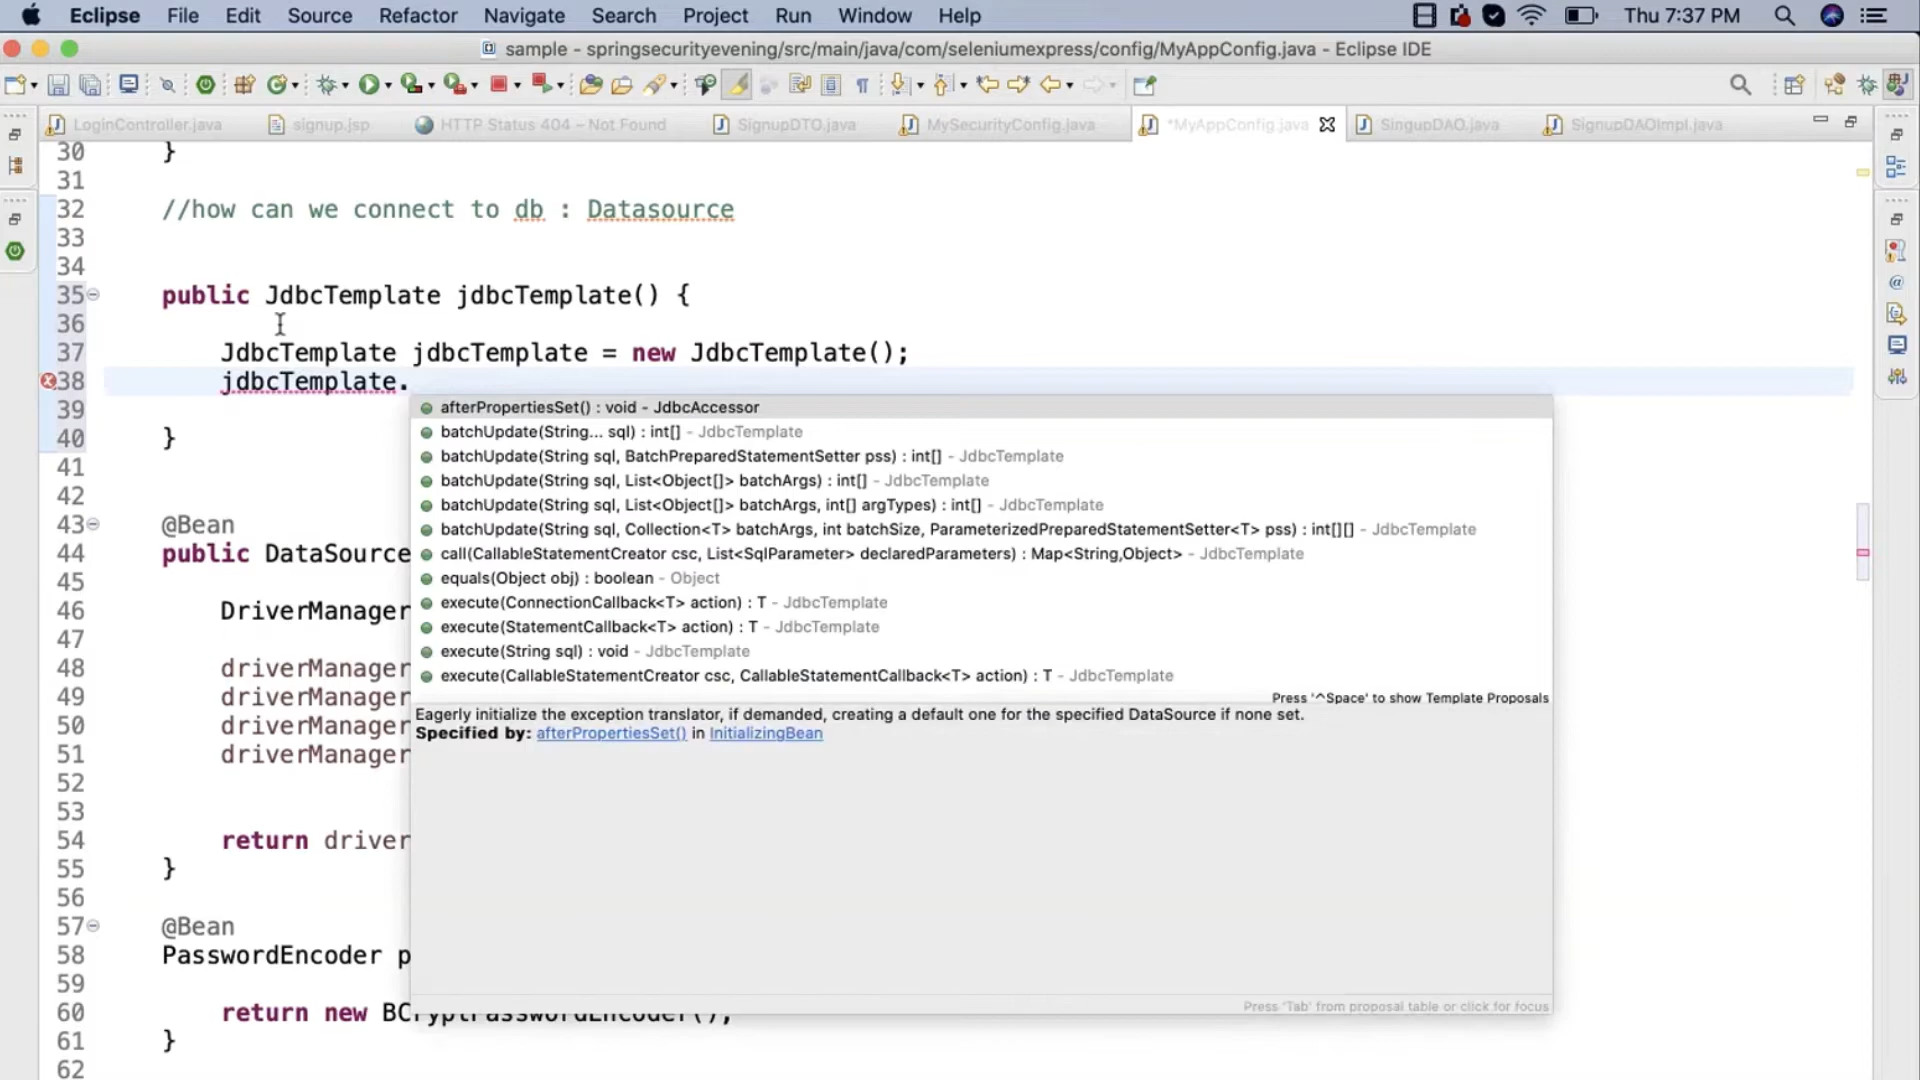 Eclipse File Edit Source Refactor Navigate Search Project Run Window Help Thu 7:37 PM
sample - springsecurityevening/src/main/java/com/seleniumexpress/config/MyAppConfig.java - Eclipse IDE
LoginController.java signup.jsp HTTP Status 404 – Not Found SignupDTO.java MySecurityConfig.java *MyAppConfig.java SingupDAO.java SignupDAOImpl.java
30 }
31
32 //how can we connect to db : Datasource
33
34
35 public JdbcTemplate jdbcTemplate() {
36
37 JdbcTemplate jdbcTemplate = new JdbcTemplate();
38 jdbcTemplate.
39
40 }
41
42
43 @Bean
44 public DataSource
45
46 DriverManager
47
48 driverManager
49 driverManager
50 driverManager
51 driverManager
52
53
54 return driver
55 }
56
57 @Bean
58 PasswordEncoder p
59
60 return new BCryptPasswordEncoder();
61 }
62
afterPropertiesSet() : void - JdbcAccessor
batchUpdate(String... sql) : int[] - JdbcTemplate
batchUpdate(String sql, BatchPreparedStatementSetter pss) : int[] - JdbcTemplate
batchUpdate(String sql, List<Object[]> batchArgs) : int[] - JdbcTemplate
batchUpdate(String sql, List<Object[]> batchArgs, int[] argTypes) : int[] - JdbcTemplate
batchUpdate(String sql, Collection<T> batchArgs, int batchSize, ParameterizedPreparedStatementSetter<T> pss) : int[][] - JdbcTemplate
call(CallableStatementCreator csc, List<SqlParameter> declaredParameters) : Map<String,Object> - JdbcTemplate
equals(Object obj) : boolean - Object
execute(ConnectionCallback<T> action) : T - JdbcTemplate
execute(StatementCallback<T> action) : T - JdbcTemplate
execute(String sql) : void - JdbcTemplate
execute(CallableStatementCreator csc, CallableStatementCallback<T> action) : T - JdbcTemplate
Press '^Space' to show Template Proposals
Eagerly initialize the exception translator, if demanded, creating a default one for the specified DataSource if none set.
Specified by: afterPropertiesSet() in InitializingBean
Press 'Tab' from proposal table or click for focus